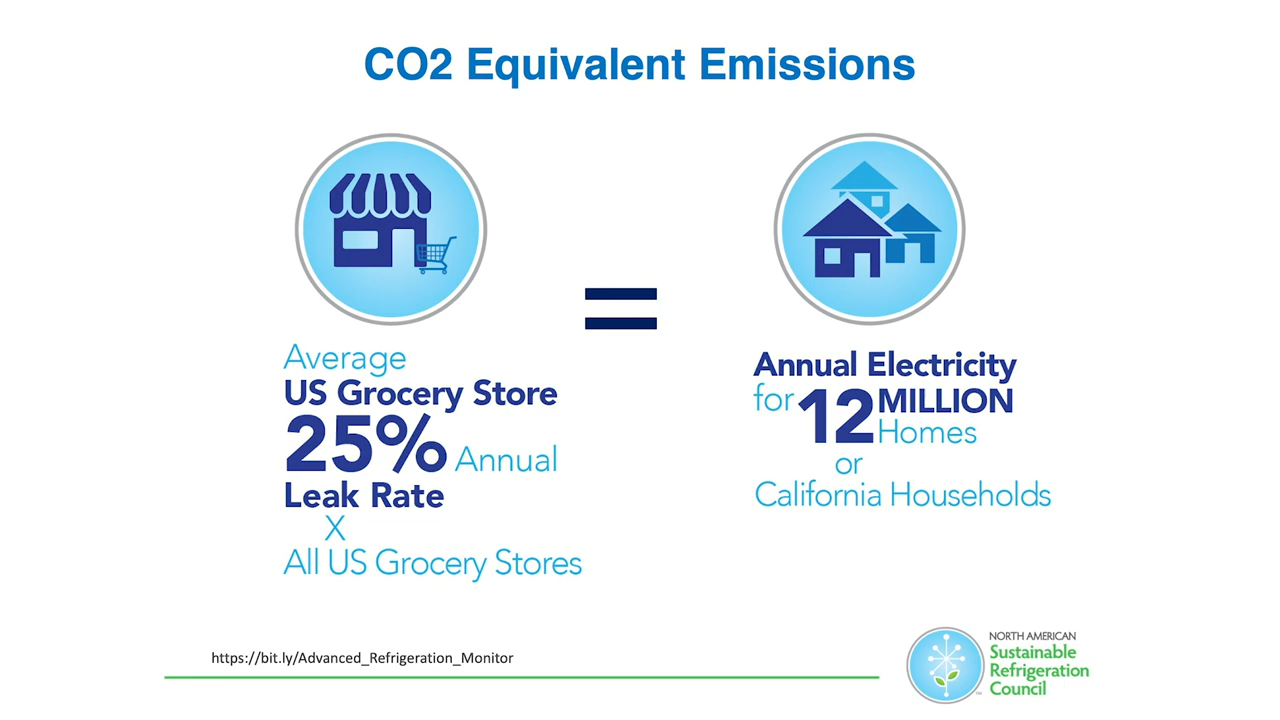 CO2 Equivalent Emissions
Average
US Grocery Store
25% Annual
Leak Rate
X
All US Grocery Stores
=
Annual Electricity
for 12 MILLION
Homes
or
California Households
https://bit.ly/Advanced_Refrigeration_Monitor
NORTH AMERICAN
Sustainable
Refrigeration
Council